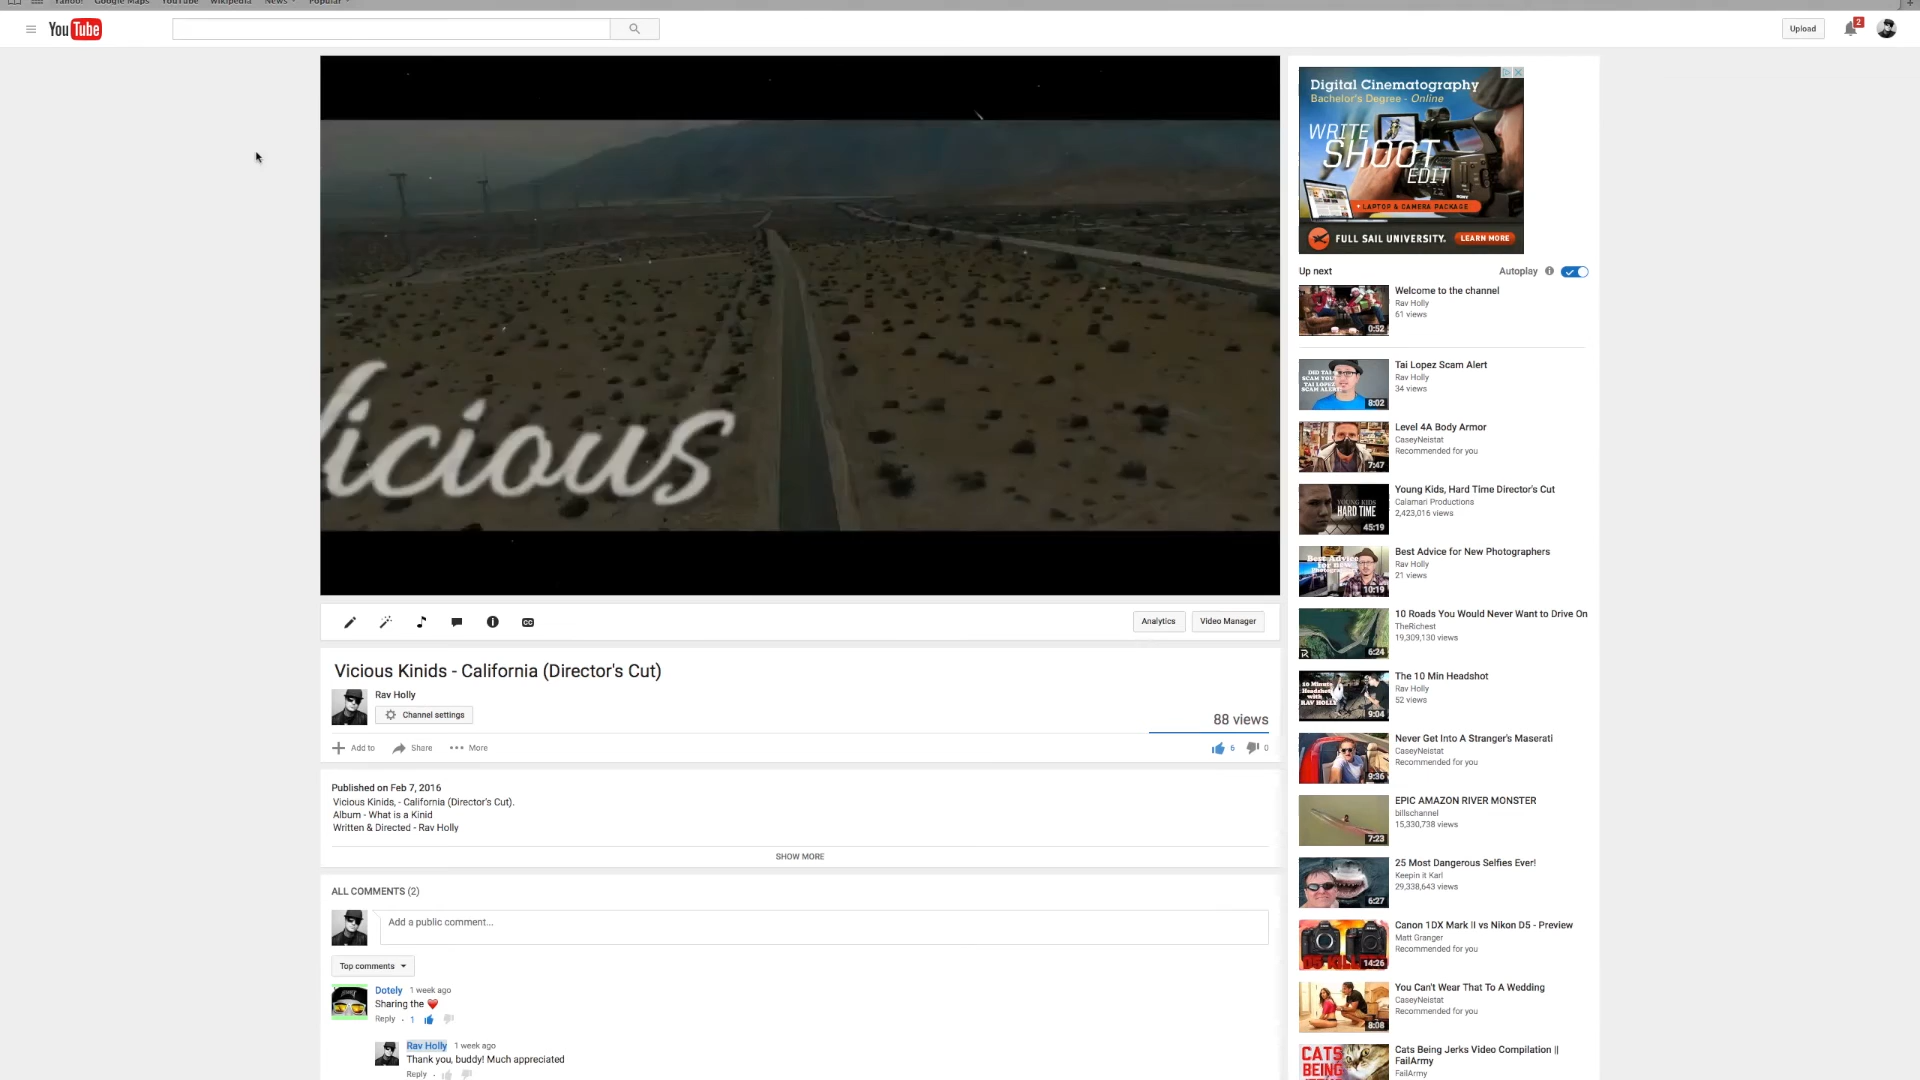 Yahoo!
Google Maps
YouTube
Wikipedia
News
Popular
YouTube
Upload
2
licious
Digital Cinematography
Bachelor's Degree - Online
WRITE
SHOOT
EDIT
LAPTOP & CAMERA PACKAGE
FULL SAIL UNIVERSITY.
LEARN MORE
Up next
Autoplay
Welcome to the channel
Rav Holly
61 views
0:52
Tai Lopez Scam Alert
Rav Holly
34 views
8:02
Level 4A Body Armor
CaseyNeistat
Recommended for you
7:47
Young Kids, Hard Time Director's Cut
Calamari Productions
2,423,016 views
YOUNG KIDS
HARD TIME
45:19
Best Advice for New Photographers
Rav Holly
21 views
10:19
10 Roads You Would Never Want to Drive On
TheRichest
19,309,130 views
6:24
The 10 Min Headshot
Rav Holly
52 views
9:04
Never Get Into A Stranger's Maserati
CaseyNeistat
Recommended for you
9:36
EPIC AMAZON RIVER MONSTER
billschannel
15,330,738 views
7:23
25 Most Dangerous Selfies Ever!
Keepin it Karl
29,338,643 views
6:27
Canon 1DX Mark II vs Nikon D5 - Preview
Matt Granger
Recommended for you
14:26
You Can't Wear That To A Wedding
CaseyNeistat
Recommended for you
8:08
Cats Being Jerks Video Compilation ||
FailArmy
FailArmy
CATS
BEING
CC
Analytics
Video Manager
Vicious Kinids - California (Director's Cut)
Rav Holly
Channel settings
88 views
Add to
Share
More
6
0
Published on Feb 7, 2016
Vicious Kinids, - California (Director's Cut).
Album - What is a Kinid
Written & Directed - Rav Holly
SHOW MORE
ALL COMMENTS (2)
Add a public comment...
Top comments
Dotely 1 week ago
Sharing the ❤
Reply · 1
Rav Holly 1 week ago
Thank you, buddy! Much appreciated
Reply ·